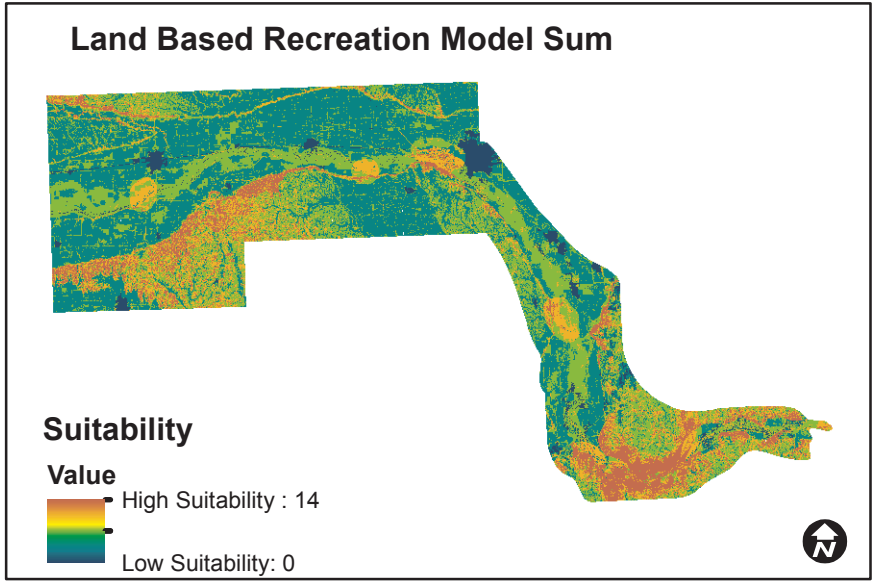 Land Based Recreation Model Sum
Suitability
Value
High Suitability : 14
Low Suitability: 0
N